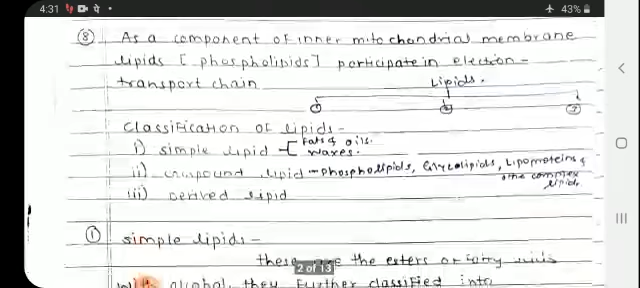 4:31
43%
⑧ As a component of inner mitochondrial membrane
lipids [phospholipids] participate in electron-
transport chain
Lipids.
Classification of lipids-
i) simple lipid -[ Fats & oils.
waxes.
ii) compound lipid - phospholipids, Glycolipids, Lipoproteins &
othe complex
lipids
iii) derived lipid
① simple lipids -
these are the esters of fatty acids
2 of 13
with alcohol. they further classified into